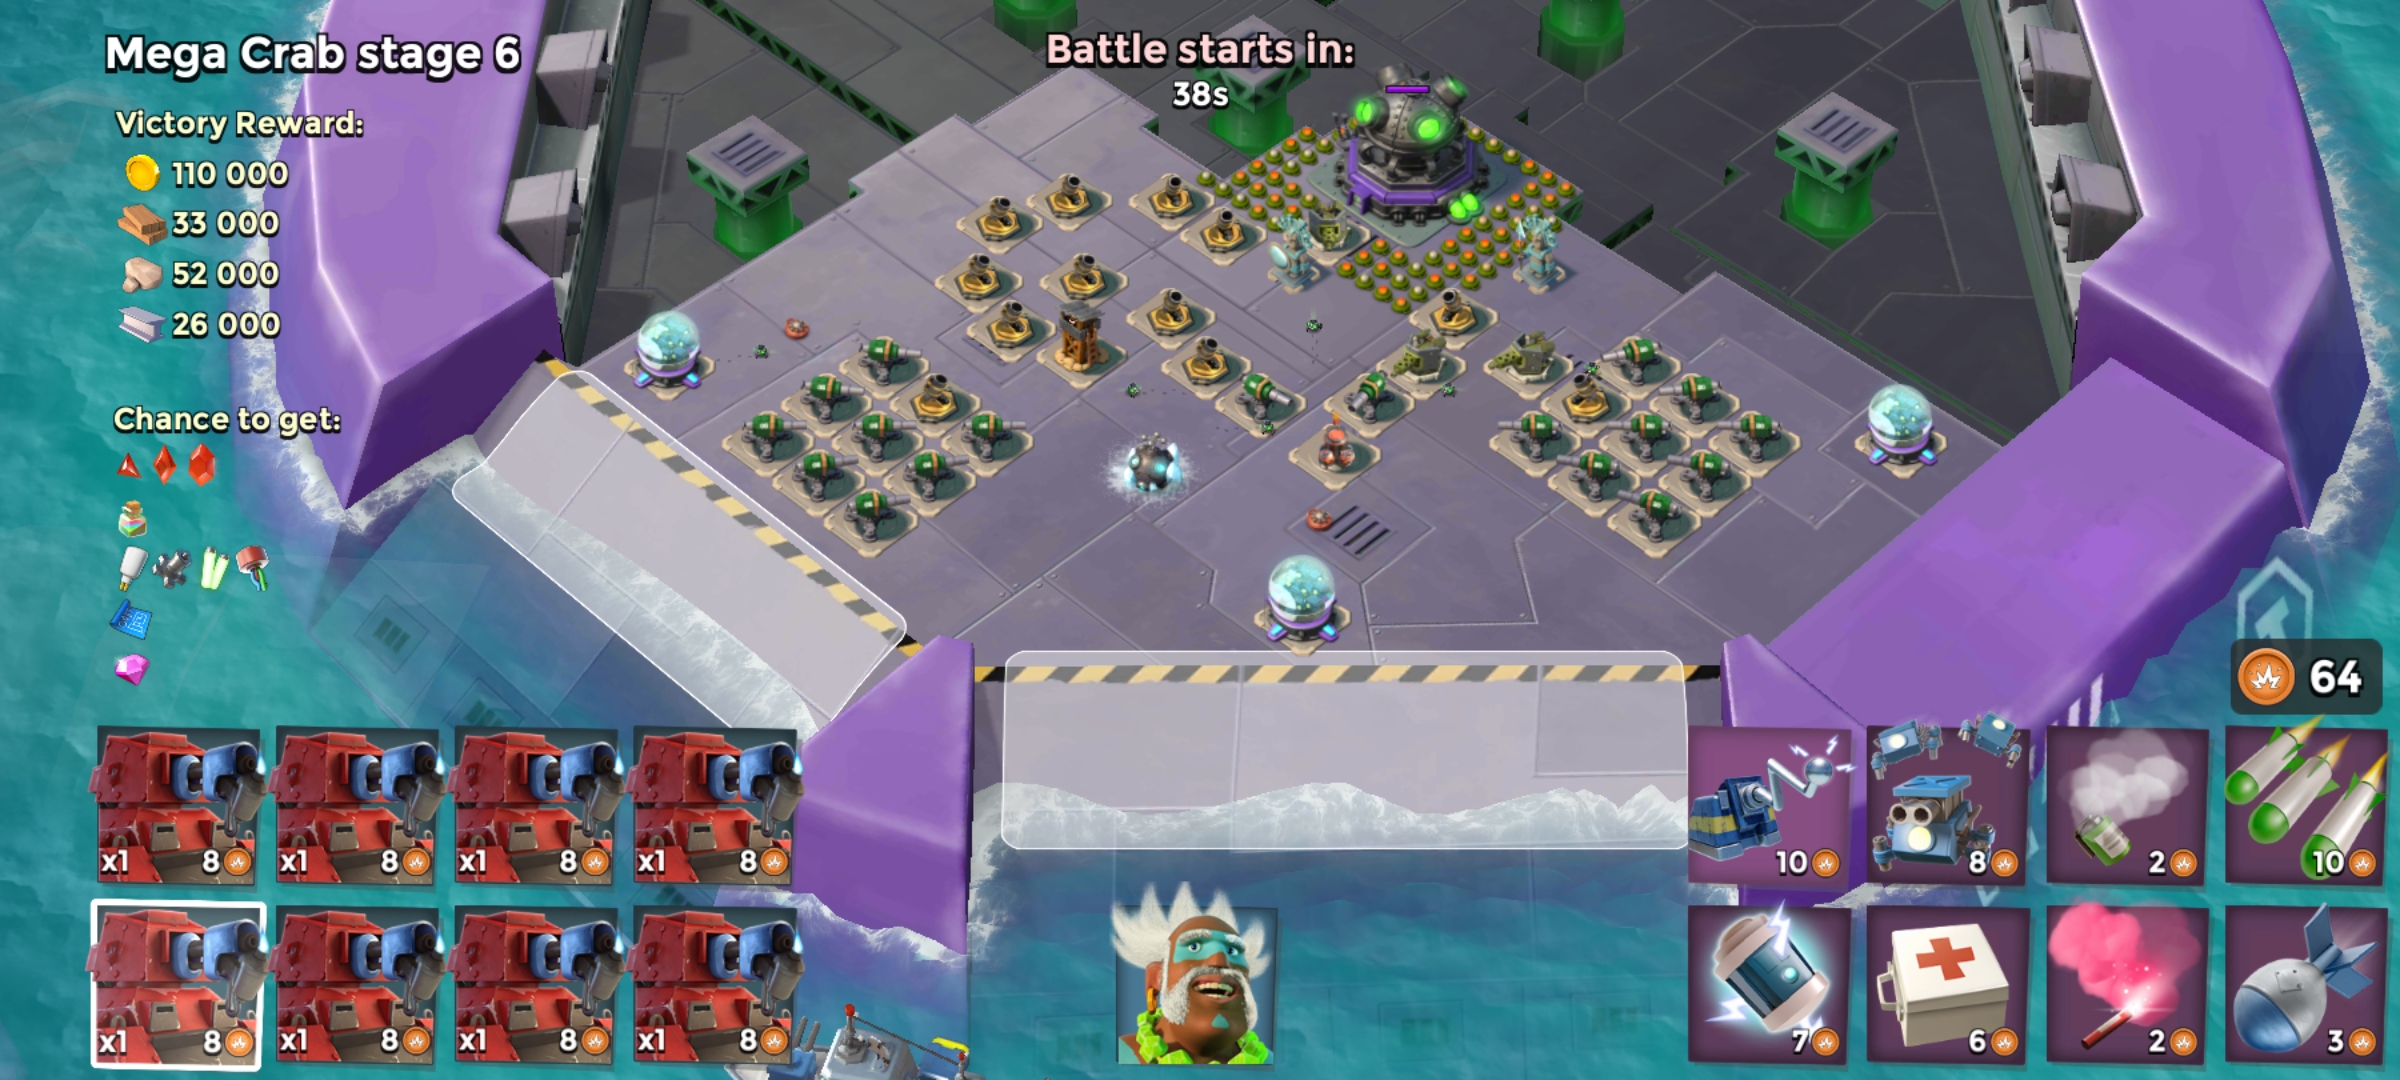 Mega Crab stage 6
Battle starts in:
38s
Victory Reward:
110 000
33 000
52 000
26 000
Chance to get:
64
x1 8
x1 8
x1 8
x1 8
10
8
2
10
x1 8
x1 8
x1 8
x1 8
7
6
2
3